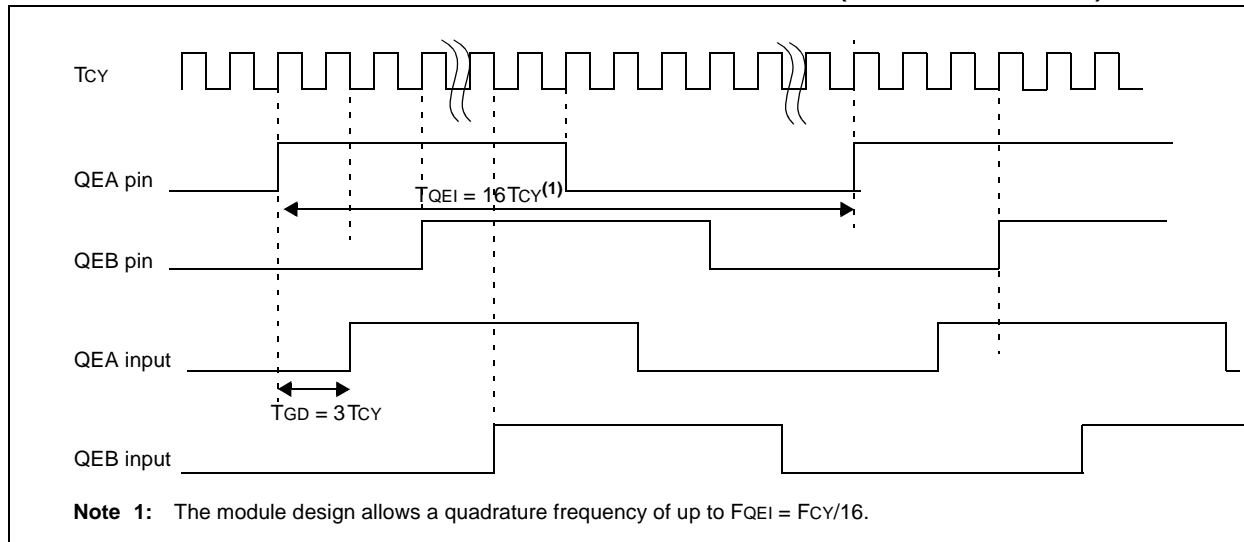 TCY
QEA pin
TQEI = 16TCY(1)
QEB pin
QEA input
TGD = 3TCY
QEB input
Note 1: The module design allows a quadrature frequency of up to FQEI = FCY/16.